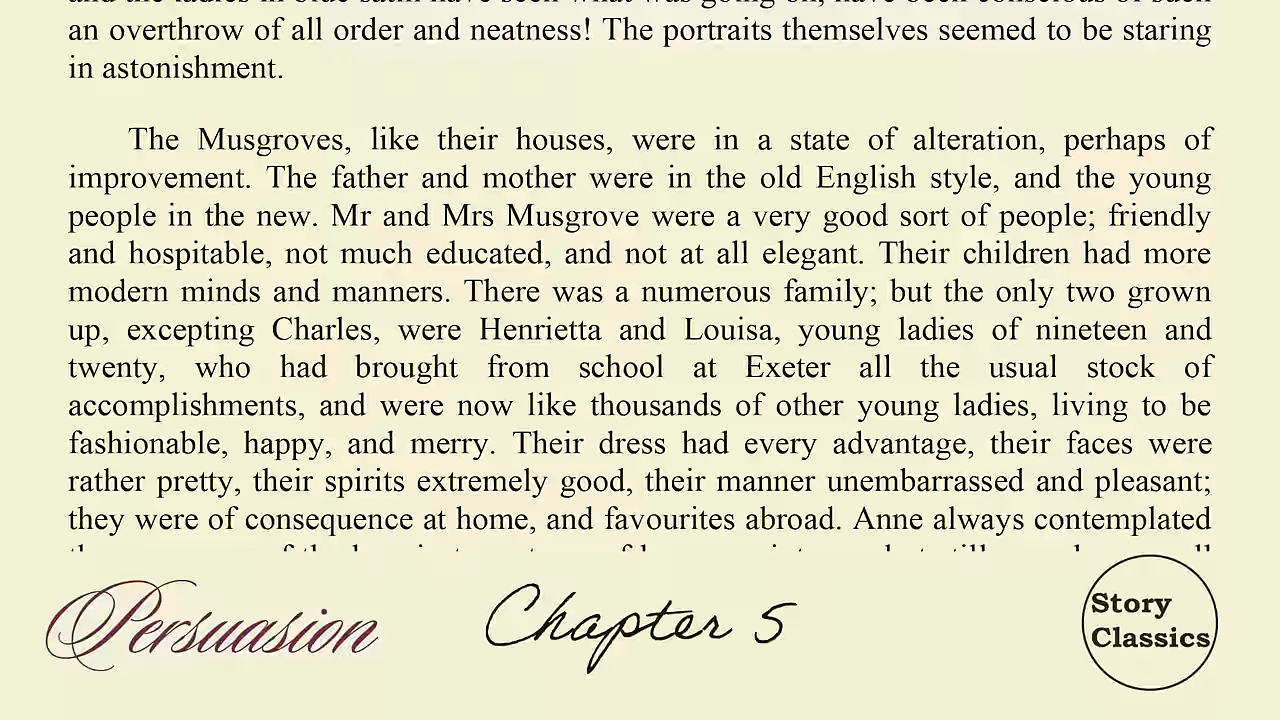 an overthrow of all order and neatness! The portraits themselves seemed to be staring
in astonishment.
The Musgroves, like their houses, were in a state of alteration, perhaps of
improvement. The father and mother were in the old English style, and the young
people in the new. Mr and Mrs Musgrove were a very good sort of people; friendly
and hospitable, not much educated, and not at all elegant. Their children had more
modern minds and manners. There was a numerous family; but the only two grown
up, excepting Charles, were Henrietta and Louisa, young ladies of nineteen and
twenty, who had brought from school at Exeter all the usual stock of
accomplishments, and were now like thousands of other young ladies, living to be
fashionable, happy, and merry. Their dress had every advantage, their faces were
rather pretty, their spirits extremely good, their manner unembarrassed and pleasant;
they were of consequence at home, and favourites abroad. Anne always contemplated
Persuasion
Chapter 5
Story
Classics